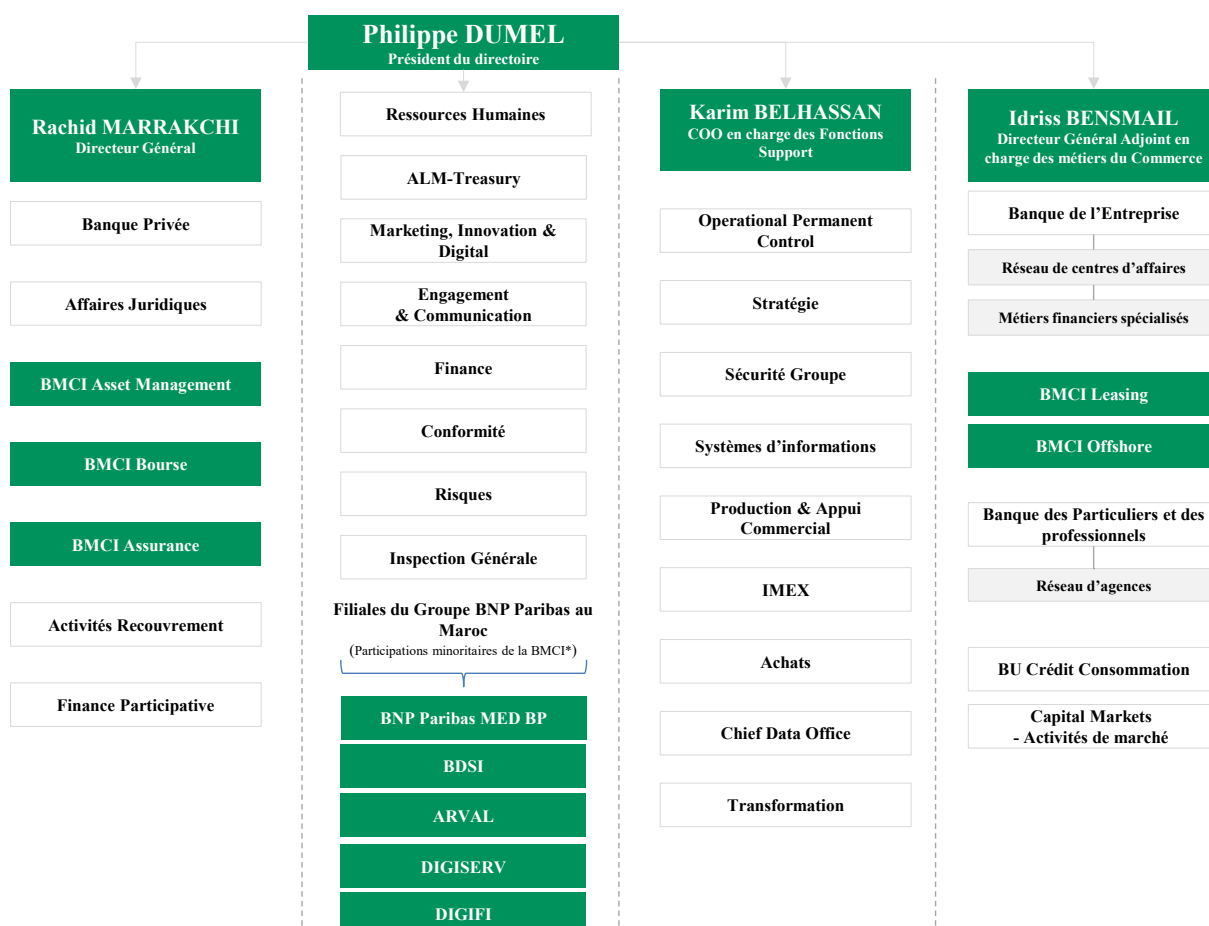 Philippe DUMEL
Président du directoire
Rachid MARRAKCHI
Directeur Général
Banque Privée
Affaires Juridiques
BMCI Asset Management
BMCI Bourse
BMCI Assurance
Activités Recouvrement
Finance Participative
Ressources Humaines
ALM-Treasury
Marketing, Innovation &
Digital
Engagement
& Communication
Finance
Conformité
Risques
Inspection Générale
Filiales du Groupe BNP Paribas au
Maroc
(Participations minoritaires de la BMCI*)
BNP Paribas MED BP
BDSI
ARVAL
DIGISERV
DIGIFI
Karim BELHASSAN
COO en charge des Fonctions
Support
Operational Permanent
Control
Stratégie
Sécurité Groupe
Systèmes d'informations
Production & Appui
Commercial
IMEX
Achats
Chief Data Office
Transformation
Idriss BENSMAIL
Directeur Général Adjoint en
charge des métiers du Commerce
Banque de l'Entreprise
Réseau de centres d'affaires
Métiers financiers spécialisés
BMCI Leasing
BMCI Offshore
Banque des Particuliers et des
professionnels
Réseau d'agences
BU Crédit Consommation
Capital Markets
- Activités de marché